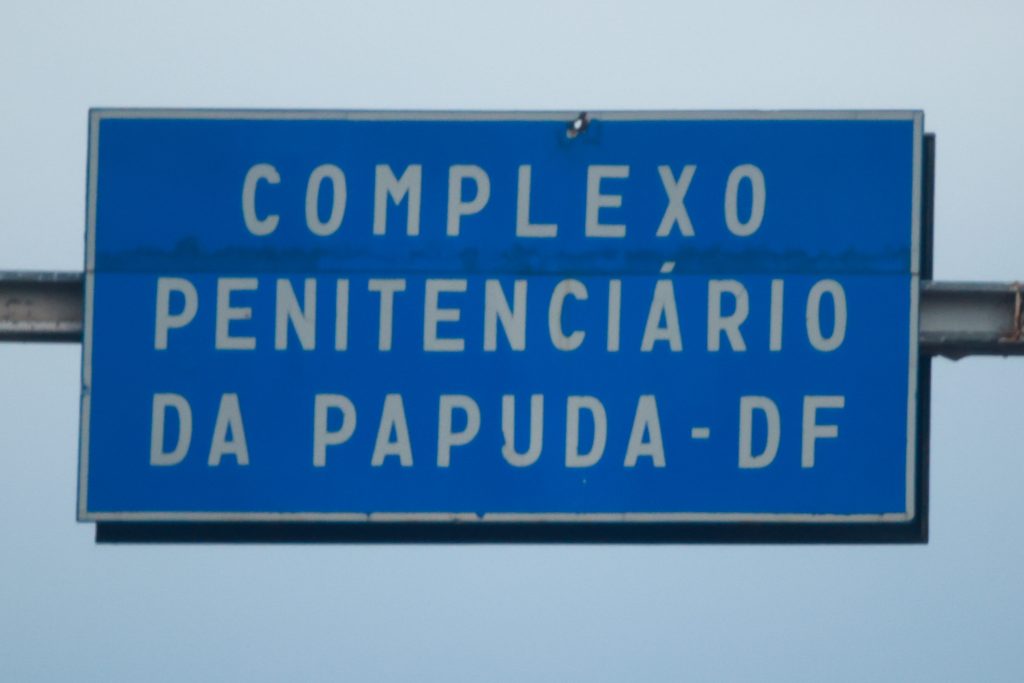 COMPLEXO
PENITENCIÁRIO
DA PAPUDA - DF